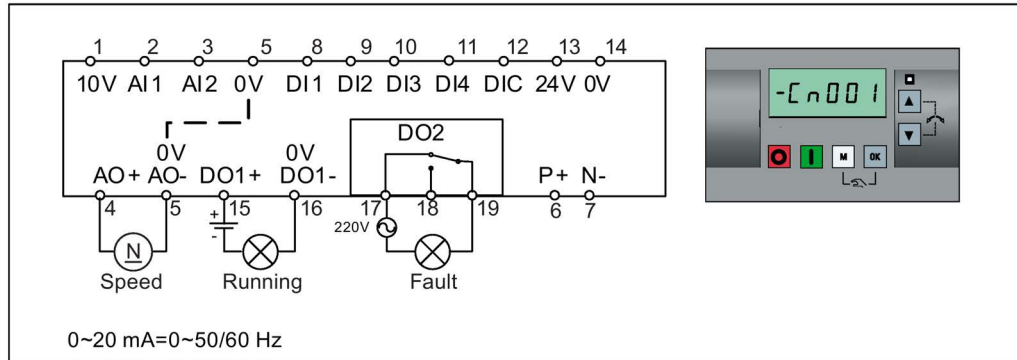 1 2 3 5 8 9 10 11 12 13 14
10V AI1 AI2 0V DI1 DI2 DI3 DI4 DIC 24V 0V
-Cn001
DO2
0V 0V
AO+ AO- DO1+ DO1- P+ N-
M OK
4 5 15 16 17 18 19 6 7
+
-
220V
N
Speed Running Fault
0~20 mA=0~50/60 Hz